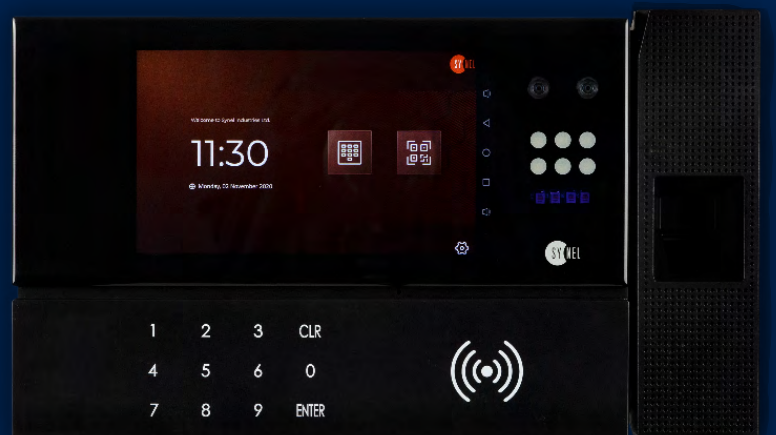 SYNEL
Welcome to Synel Industries Ltd.
11:30
Monday, 02 November 2020
SYNEL
1 2 3 CLR
4 5 6 0
7 8 9 ENTER